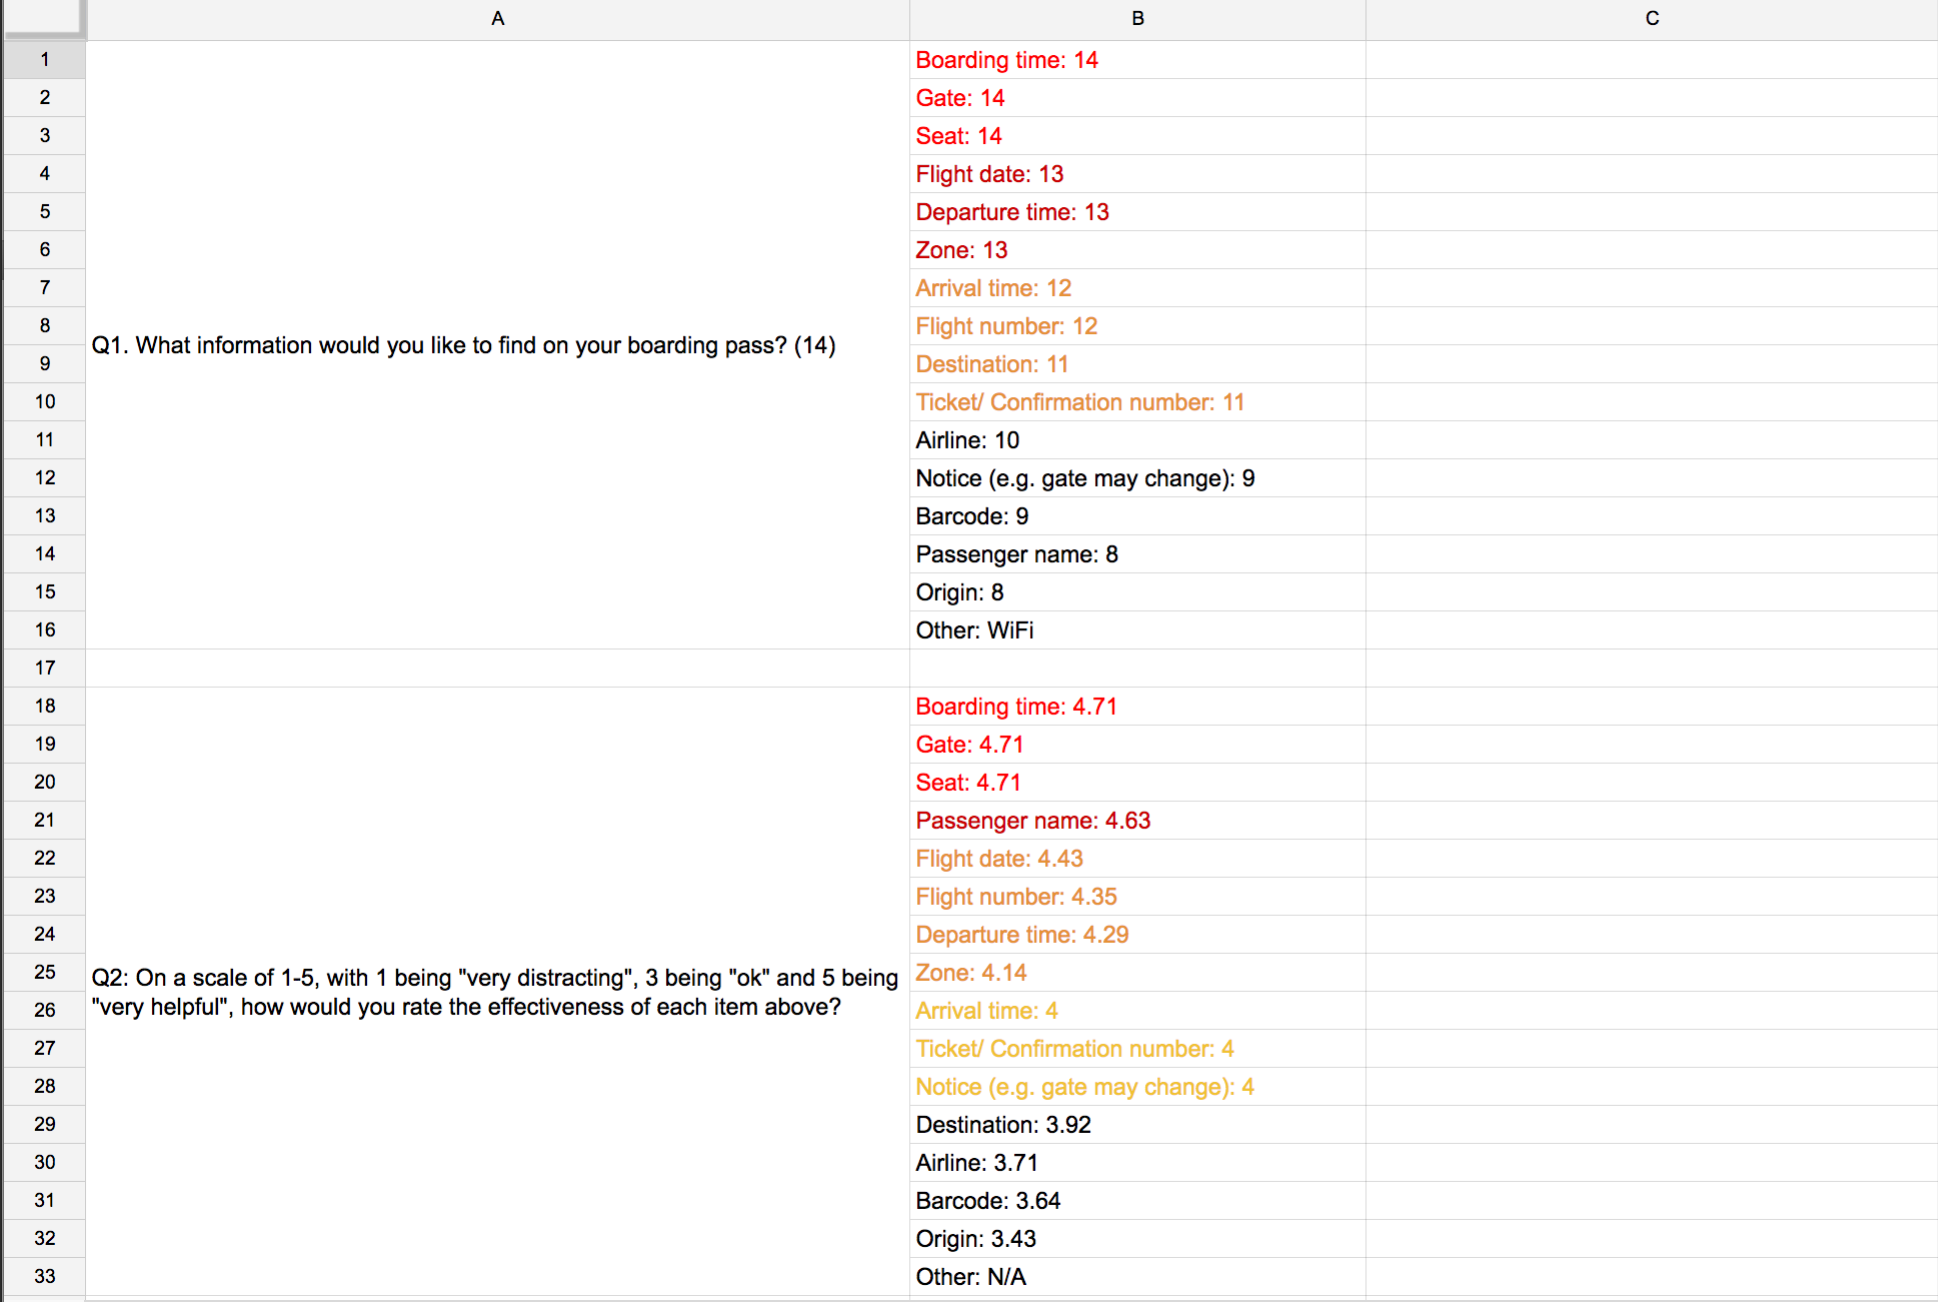 A B C
1 Boarding time: 14
2 Gate: 14
3 Seat: 14
4 Flight date: 13
5 Departure time: 13
6 Zone: 13
7 Arrival time: 12
8 Flight number: 12
Q1. What information would you like to find on your boarding pass? (14)
9 Destination: 11
10 Ticket/ Confirmation number: 11
11 Airline: 10
12 Notice (e.g. gate may change): 9
13 Barcode: 9
14 Passenger name: 8
15 Origin: 8
16 Other: WiFi
17
18 Boarding time: 4.71
19 Gate: 4.71
20 Seat: 4.71
21 Passenger name: 4.63
22 Flight date: 4.43
23 Flight number: 4.35
24 Departure time: 4.29
25 Zone: 4.14
Q2: On a scale of 1-5, with 1 being "very distracting", 3 being "ok" and 5 being
"very helpful", how would you rate the effectiveness of each item above?
26 Arrival time: 4
27 Ticket/ Confirmation number: 4
28 Notice (e.g. gate may change): 4
29 Destination: 3.92
30 Airline: 3.71
31 Barcode: 3.64
32 Origin: 3.43
33 Other: N/A